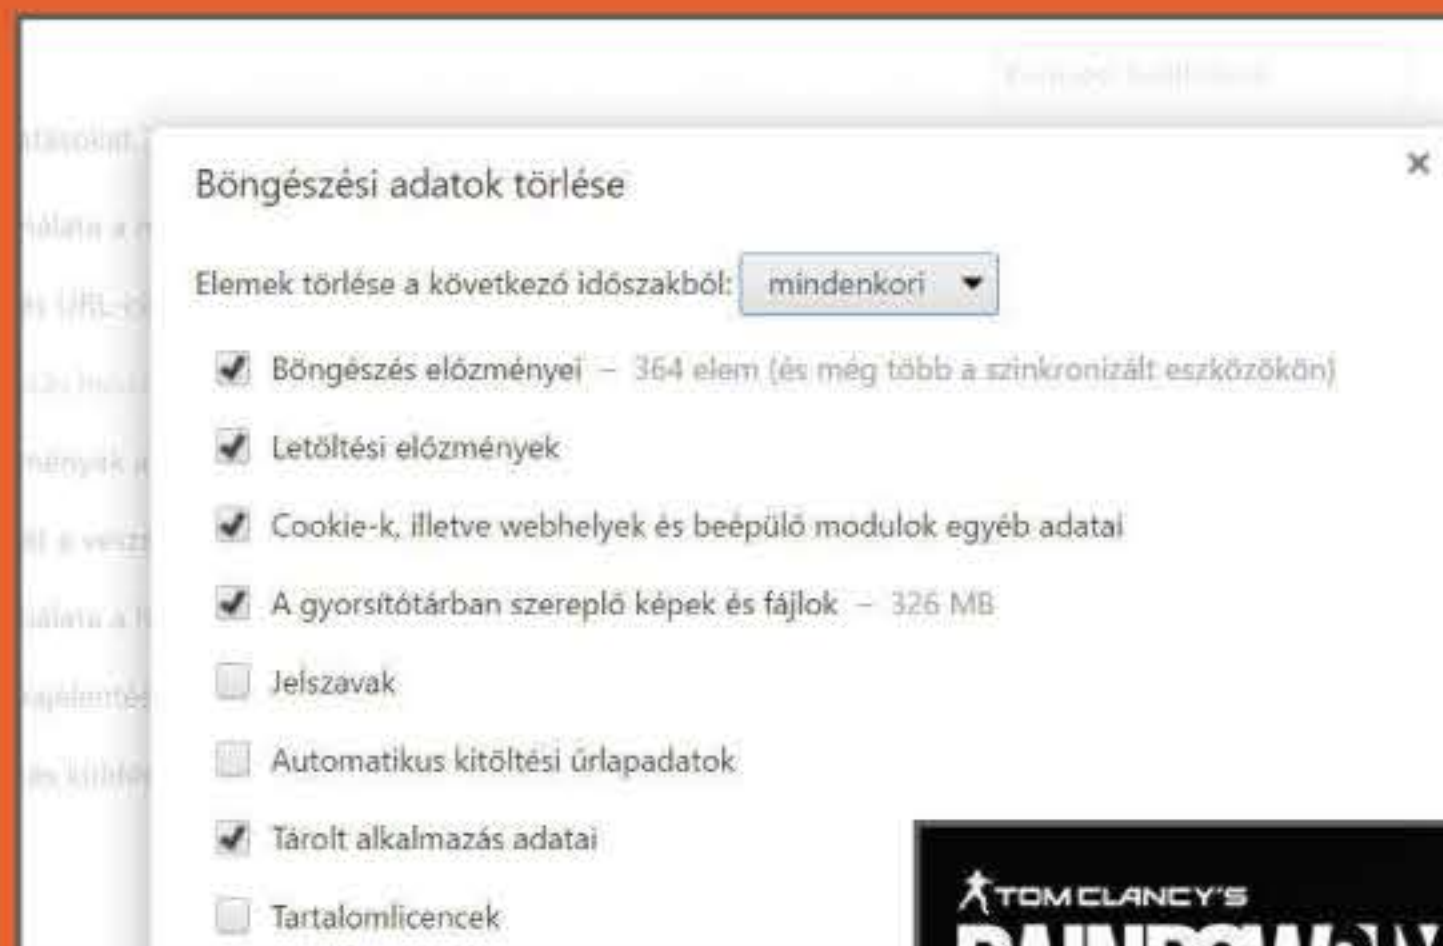 Böngészési adatok törlése
Elemek törlése a következő időszakból: mindenkori
Böngészés előzményei – 364 elem (és még több a szinkronizált eszközökön)
Letöltési előzmények
Cookie-k, illetve webhelyek és beépülő modulok egyéb adatai
A gyorsítótárban szereplő képek és fájlok – 326 MB
Jelszavak
Automatikus kitöltési űrlapadatok
Tárolt alkalmazás adatai
Tartalomlicencek
TOM CLANCY'S